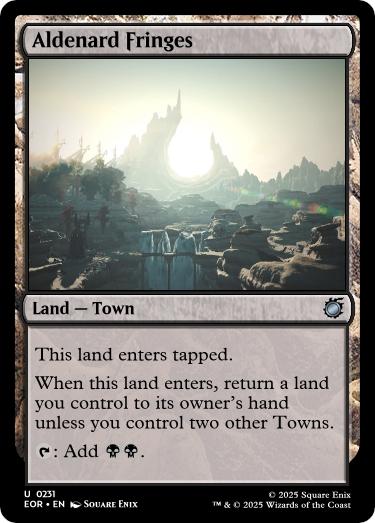 Aldenard Fringes
Land — Town
This land enters tapped.
When this land enters, return a land
you control to its owner's hand
unless you control two other Towns.
: Add .
U 0231
EOR • EN SQUARE ENIX
© 2025 Square Enix
™ & © 2025 Wizards of the Coast